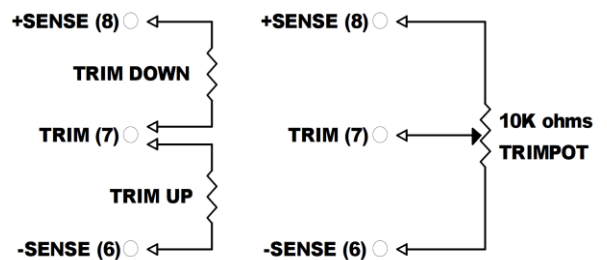 +SENSE (8)
TRIM DOWN
TRIM (7)
TRIM UP
-SENSE (6)
+SENSE (8)
10K ohms
TRIM (7)
TRIMPOT
-SENSE (6)